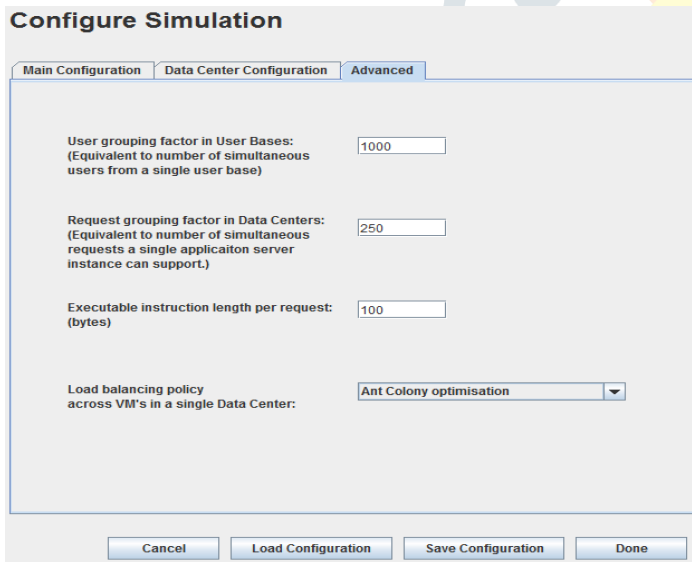 Configure Simulation
Main Configuration Data Center Configuration Advanced
User grouping factor in User Bases:
(Equivalent to number of simultaneous
users from a single user base)
1000
Request grouping factor in Data Centers:
(Equivalent to number of simultaneous
requests a single applicaiton server
instance can support.)
250
Executable instruction length per request:
(bytes)
100
Load balancing policy
across VM's in a single Data Center:
Ant Colony optimisation
Cancel Load Configuration Save Configuration Done